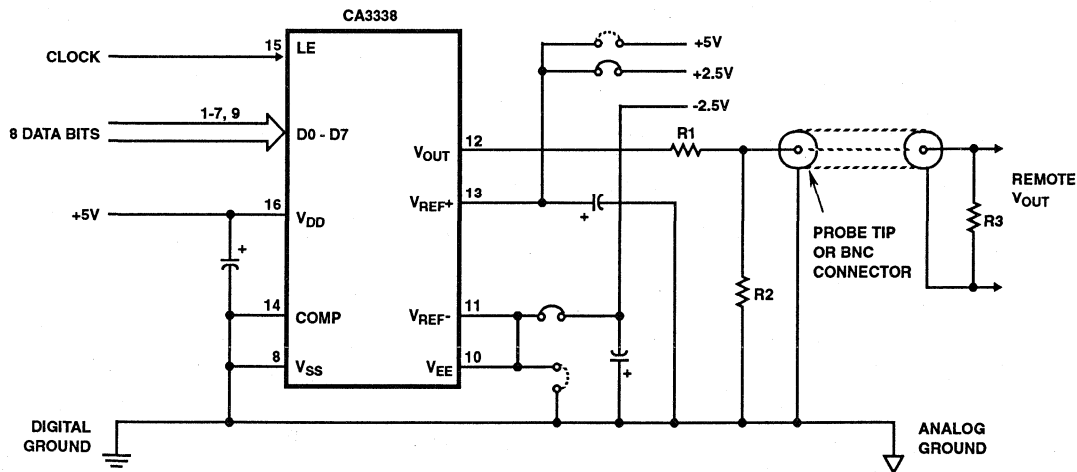 CA3338
CLOCK
15
LE
+5V
+2.5V
-2.5V
8 DATA BITS
1-7, 9
D0 - D7
VOUT
12
R1
VREF+
13
+
+5V
16
VDD
+
PROBE TIP
OR BNC
CONNECTOR
REMOTE
VOUT
R3
R2
14
COMP
VREF-
11
8
VSS
VEE
10
+
DIGITAL
GROUND
ANALOG
GROUND